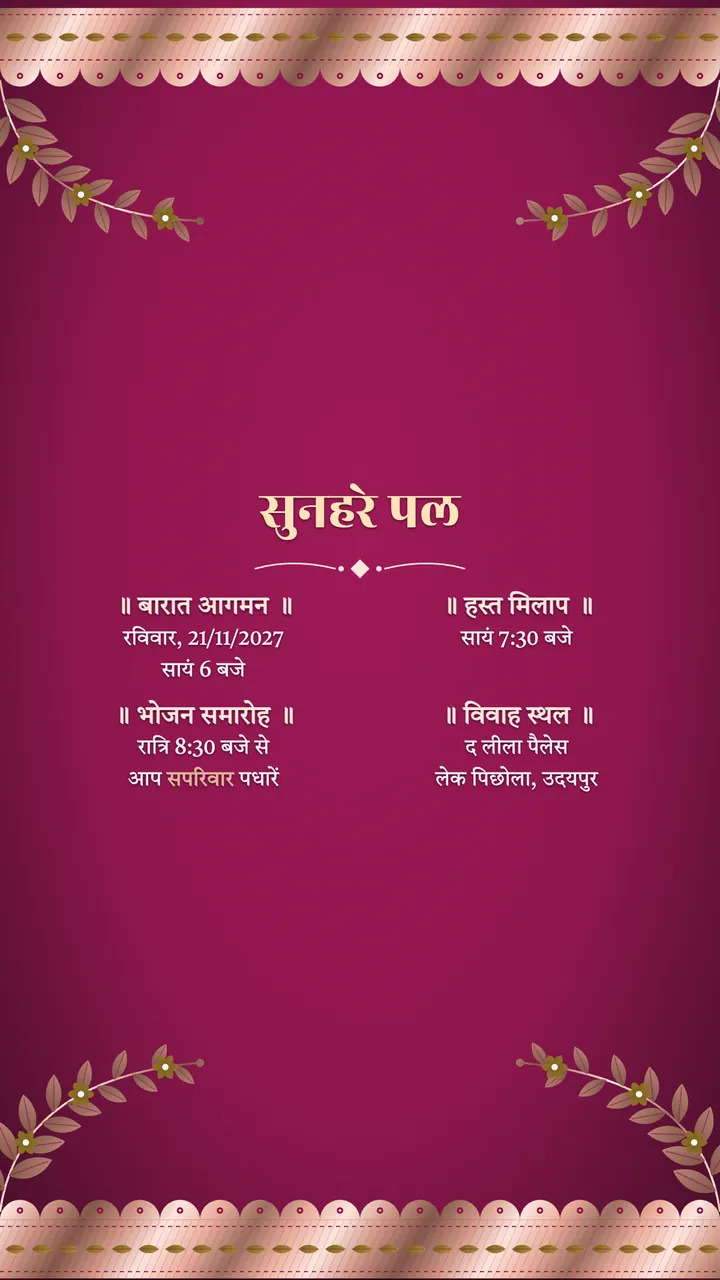 सुनहरे पल
॥ बारात आगमन ॥
रविवार, 21/11/2027
सायं 6 बजे
॥ हस्त मिलाप ॥
सायं 7:30 बजे
॥ भोजन समारोह ॥
रात्रि 8:30 बजे से
आप सपरिवार पधारें
॥ विवाह स्थल ॥
द लीला पैलेस
लेक पिछोला, उदयपुर